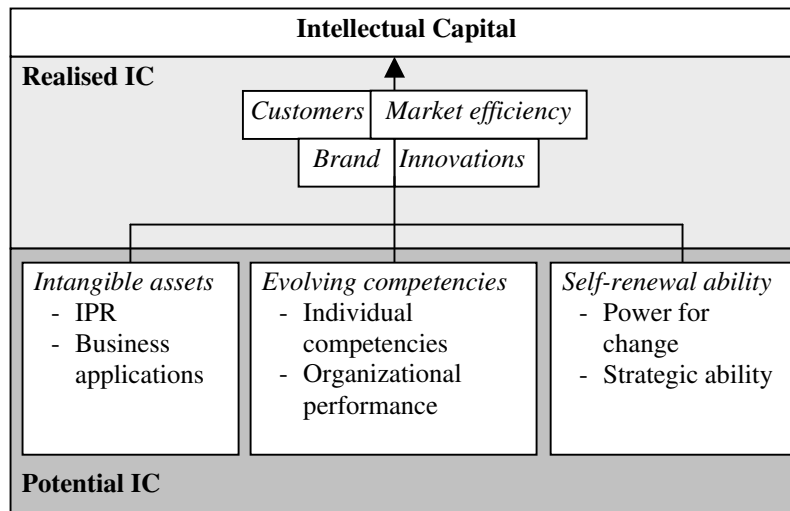 Intellectual Capital
Realised IC
Customers Market efficiency
Brand Innovations
Intangible assets
- IPR
- Business
applications
Evolving competencies
- Individual
competencies
- Organizational
performance
Self-renewal ability
- Power for
change
- Strategic ability
Potential IC